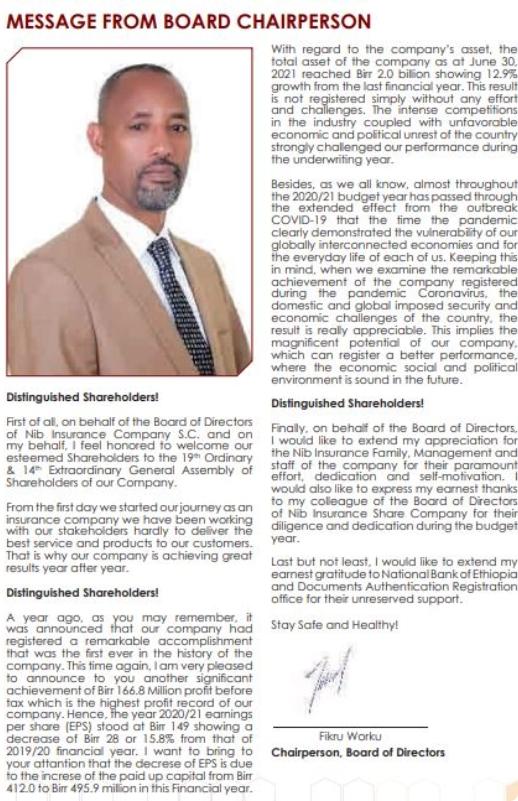 MESSAGE FROM BOARD CHAIRPERSON
Distinguished Shareholders!
First of all, on behalf of the Board of Directors
of Nib Insurance Company S.C. and on
my behalf, I feel honored to welcome our
esteemed Shareholders to the 19th Ordinary
& 14th Extraordinary General Assembly of
Shareholders of our Company.
From the first day we started our journey as an
insurance company we have been working
with our stakeholders hardly to deliver the
best service and products to our customers.
That is why our company is achieving great
results year after year.
Distinguished Shareholders!
A year ago, as you may remember, it
was announced that our company had
registered a remarkable accomplishment
that was the first ever in the history of the
company. This time again, I am very pleased
to announce to you another significant
achievement of Birr 166.8 Million profit before
tax which is the highest profit record of our
company. Hence, the year 2020/21 earnings
per share (EPS) stood at Birr 149 showing a
decrease of Birr 28 or 15.8% from that of
2019/20 financial year. I want to bring to
your attantion that the decrese of EPS is due
to the increse of the paid up capital from Birr
412.0 to Birr 495.9 million in this Financial year.
With regard to the company's asset, the
total asset of the company as at June 30,
2021 reached Birr 2.0 billion showing 12.9%
growth from the last financial year. This result
is not registered simply without any effort
and challenges. The intense competitions
in the industry coupled with unfavorable
economic and political unrest of the country
strongly challenged our performance during
the underwriting year.
Besides, as we all know, almost throughout
the 2020/21 budget year has passed through
the extended effect from the outbreak
COVID-19 that the time the pandemic
clearly demonstrated the vulnerability of our
globally interconnected economies and for
the everyday life of each of us. Keeping this
in mind, when we examine the remarkable
achievement of the company registered
during the pandemic Coronavirus, the
domestic and global imposed security and
economic challenges of the country, the
result is really appreciable. This implies the
magnificent potential of our company,
which can register a better performance,
where the economic social and political
environment is sound in the future.
Distinguished Shareholders!
Finally, on behalf of the Board of Directors,
I would like to extend my appreciation for
the Nib Insurance Family, Management and
staff of the company for their paramount
effort, dedication and self-motivation. I
would also like to express my earnest thanks
to my colleague of the Board of Directors
of Nib Insurance Share Company for their
diligence and dedication during the budget
year.
Last but not least, I would like to extend my
earnest gratitude to National Bank of Ethiopia
and Documents Authentication Registration
office for their unreserved support.
Stay Safe and Healthy!
Fikru Worku
Chairperson, Board of Directors